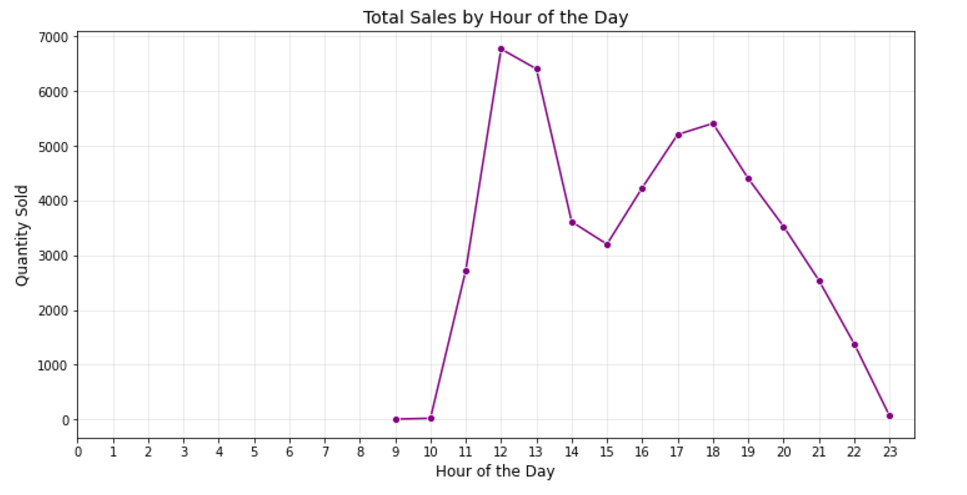 Total Sales by Hour of the Day
7000
6000
5000
4000
3000
2000
1000
0
Quantity Sold
0 1 2 3 4 5 6 7 8 9 10 11 12 13 14 15 16 17 18 19 20 21 22 23
Hour of the Day